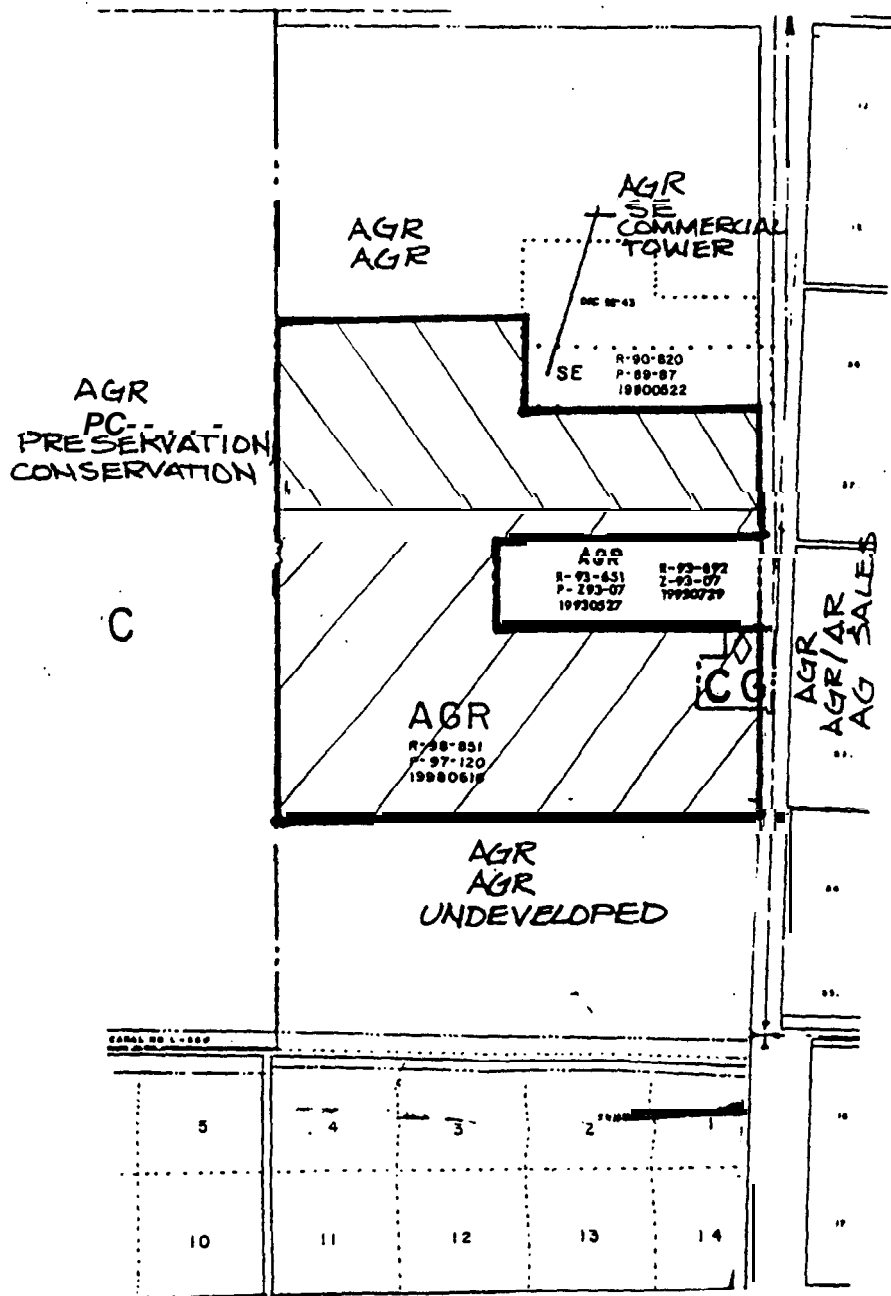 AGR
SE
COMMERCIAL
TOWER
AGR
AGR
SE
R-90-820
P-89-87
19900522
AGR
PC-
PRESERVATION
CONSERVATION
AGR
R-93-651
P-Z93-07
19930527
R-93-892
Z-93-07
19930729
C
CG
AGR
AGR/AR
AG SALES
AGR
R-98-851
P-97-120
AGR
AGR
UNDEVELOPED
5
4
3
2
1
10
11
12
13
14
17